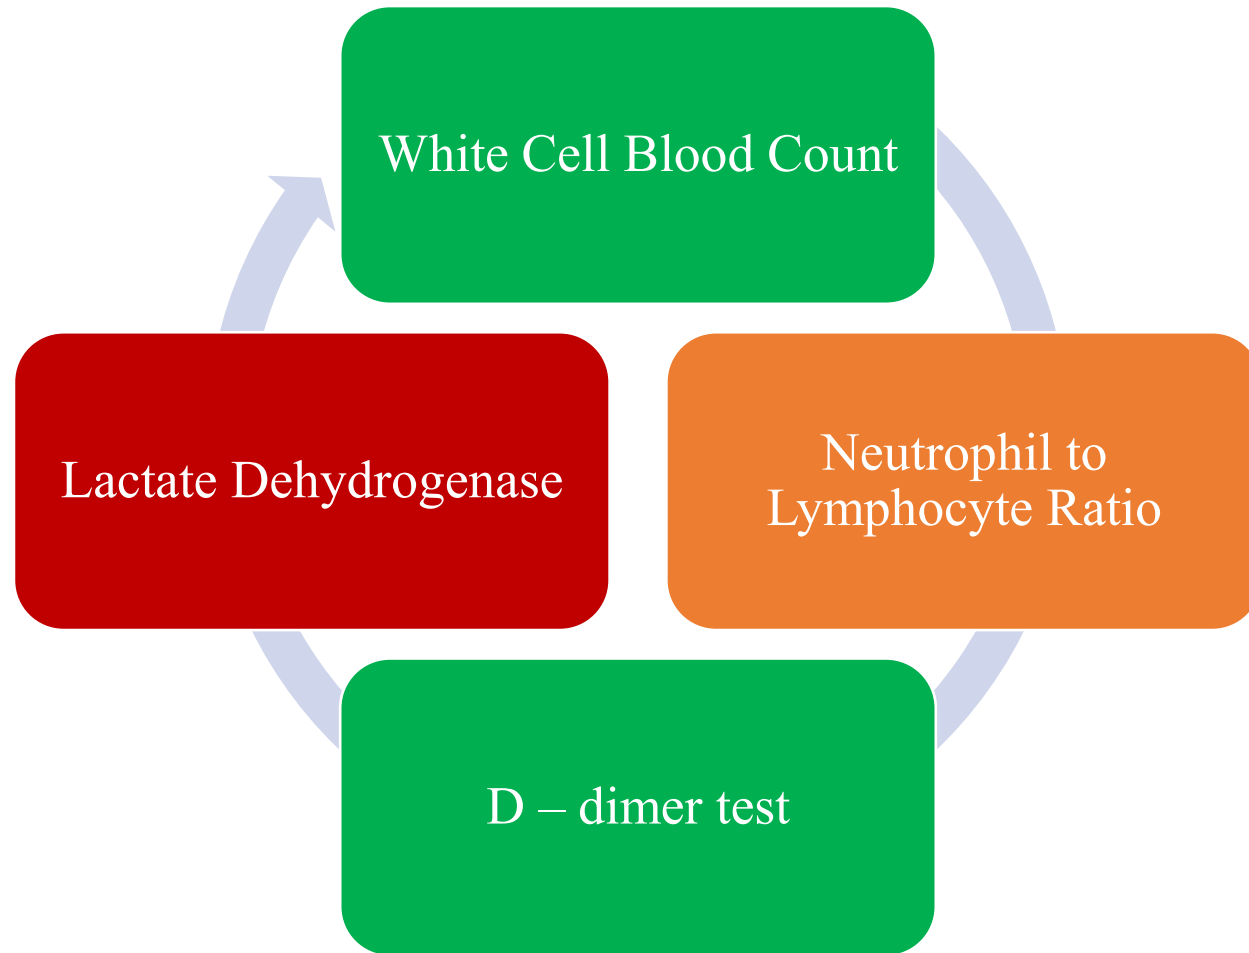 White Cell Blood Count
Lactate Dehydrogenase
Neutrophil to
Lymphocyte Ratio
D – dimer test